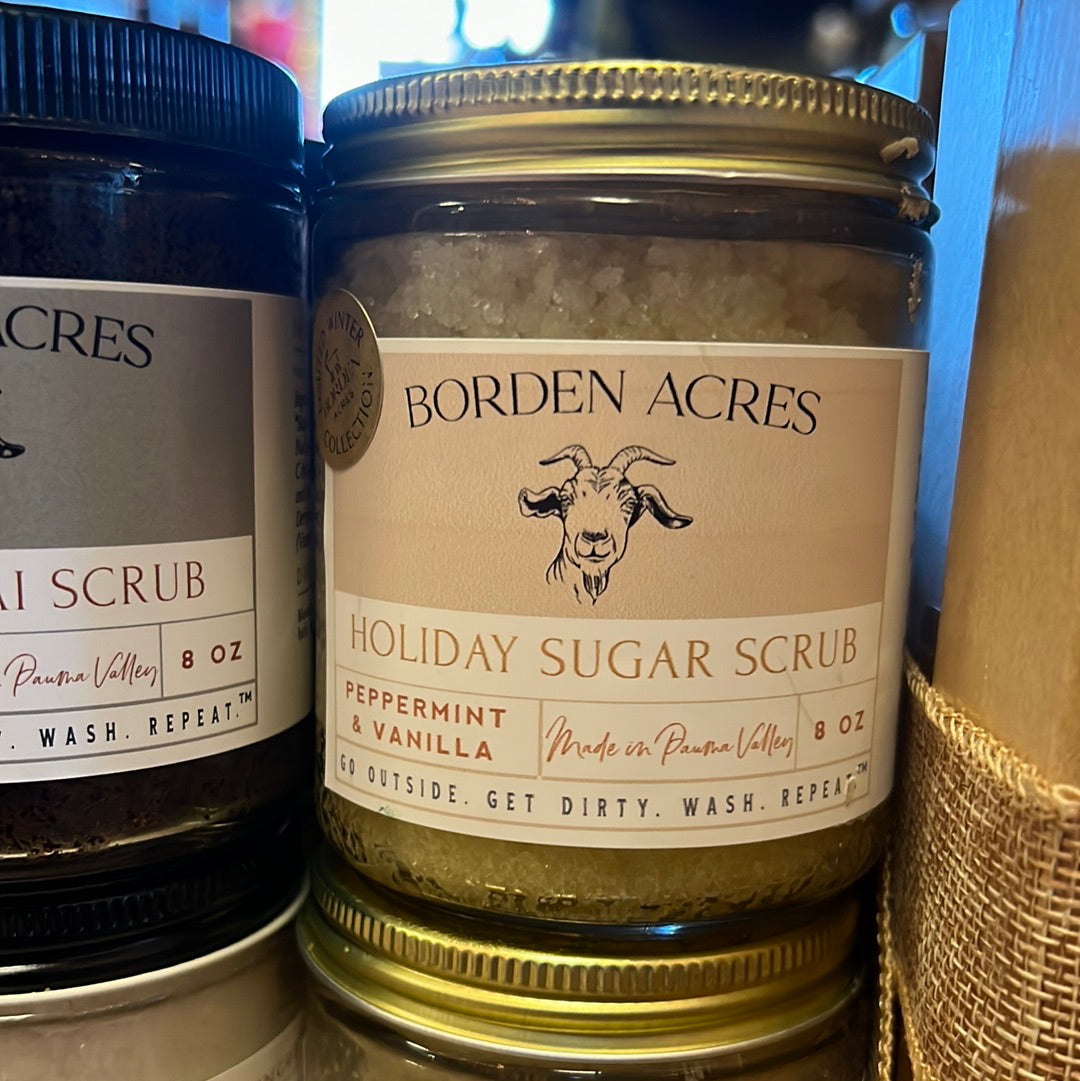 ACRES
AI SCRUB
Pauma Valley
8 OZ
WASH. REPEAT.™
WINTER
ACRES
COLLECTION
BORDEN ACRES
HOLIDAY SUGAR SCRUB
PEPPERMINT
& VANILLA
Made in Pauma Valley
8 OZ
GO OUTSIDE. GET DIRTY. WASH. REPEAT.™